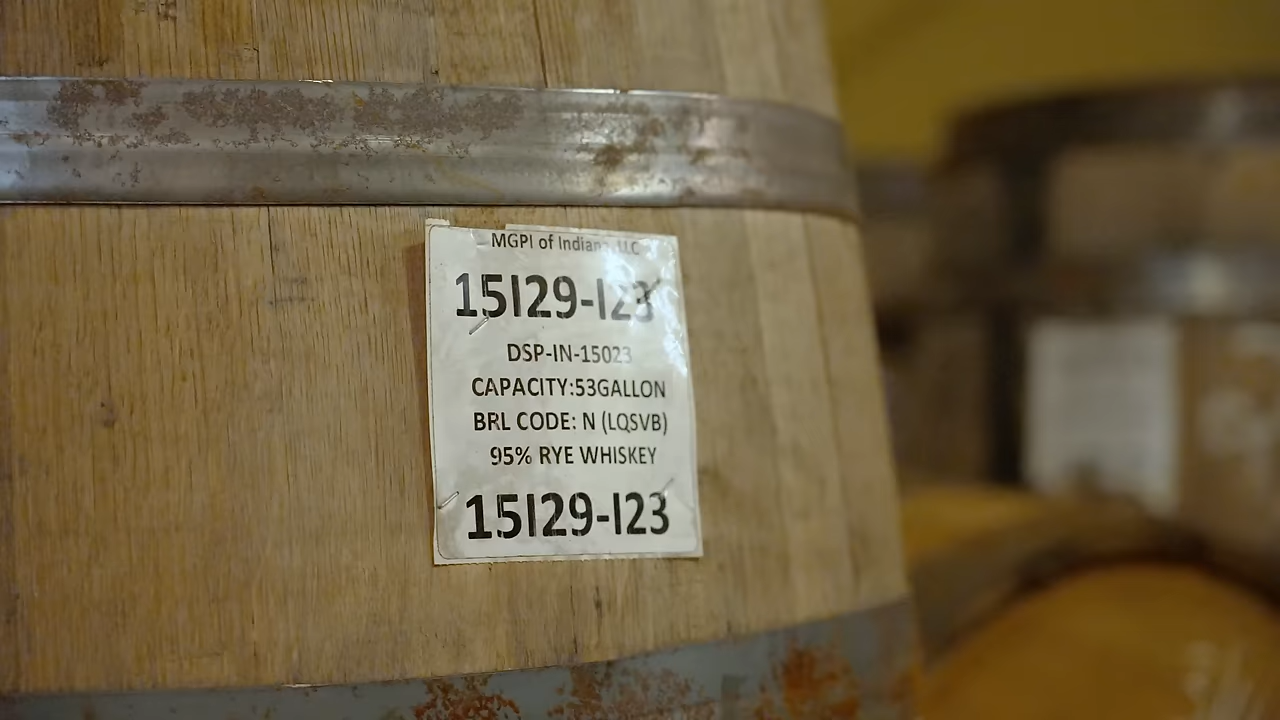 MGPI of Indiana, LLC
15I29-I23
DSP-IN-15023
CAPACITY:53GALLON
BRL CODE: N (LQSVB)
95% RYE WHISKEY
15I29-I23